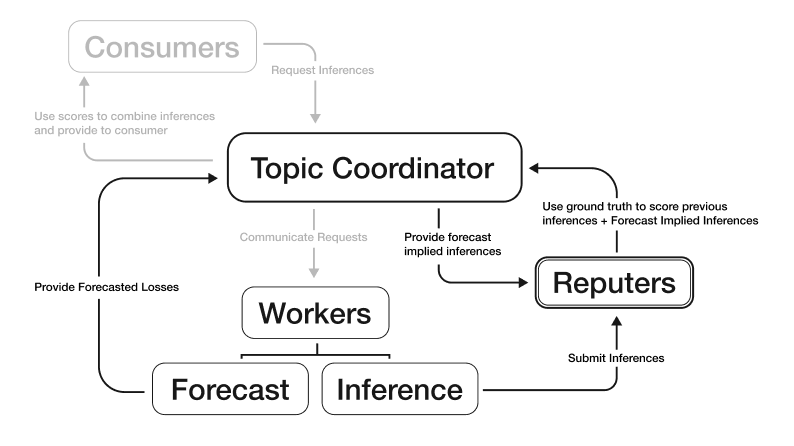 Consumers
Request Inferences
Use scores to combine inferences
and provide to consumer
Topic Coordinator
Use ground truth to score previous
inferences + Forecast Implied Inferences
Communicate Requests
Provide forecast
implied inferences
Reputers
Provide Forecasted Losses
Workers
Submit Inferences
Forecast
Inference